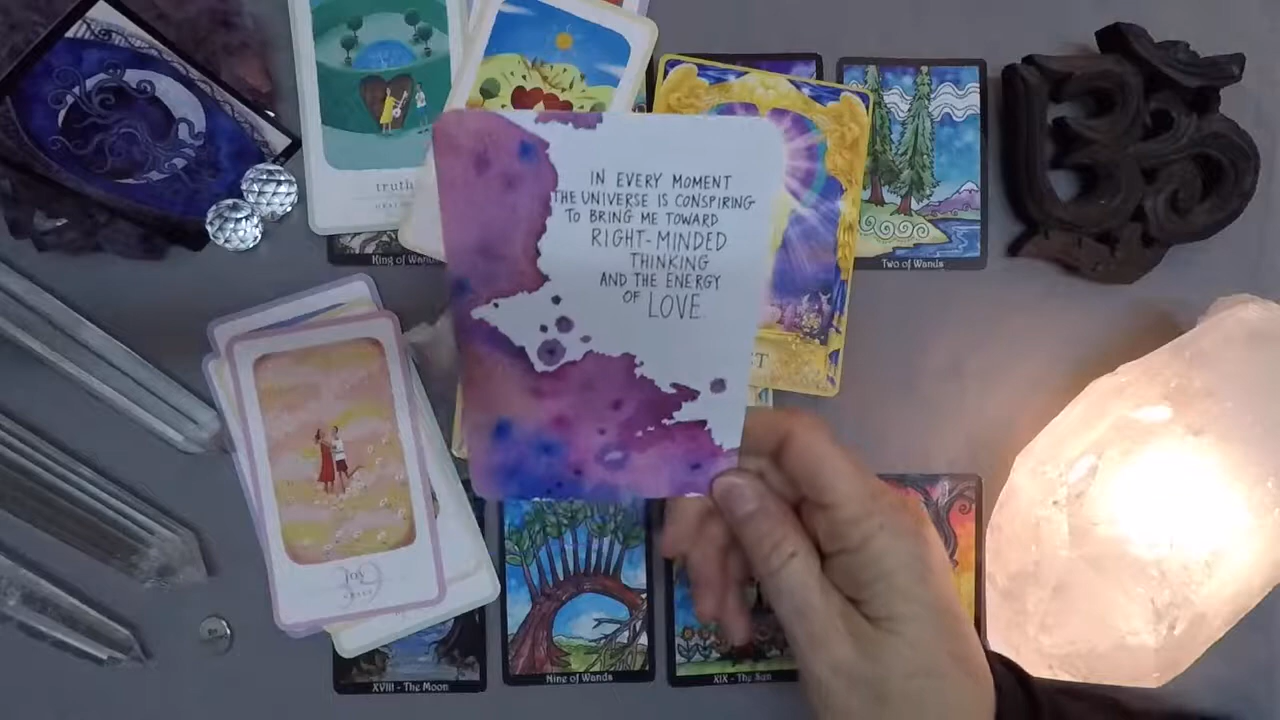 truth
King of Wands
IN EVERY MOMENT
THE UNIVERSE IS CONSPIRING
TO BRING ME TOWARD
RIGHT-MINDED
THINKING
AND THE ENERGY
OF LOVE
Two of Wands
JOY
XVIII - The Moon
Nine of Wands
XIX - The Sun